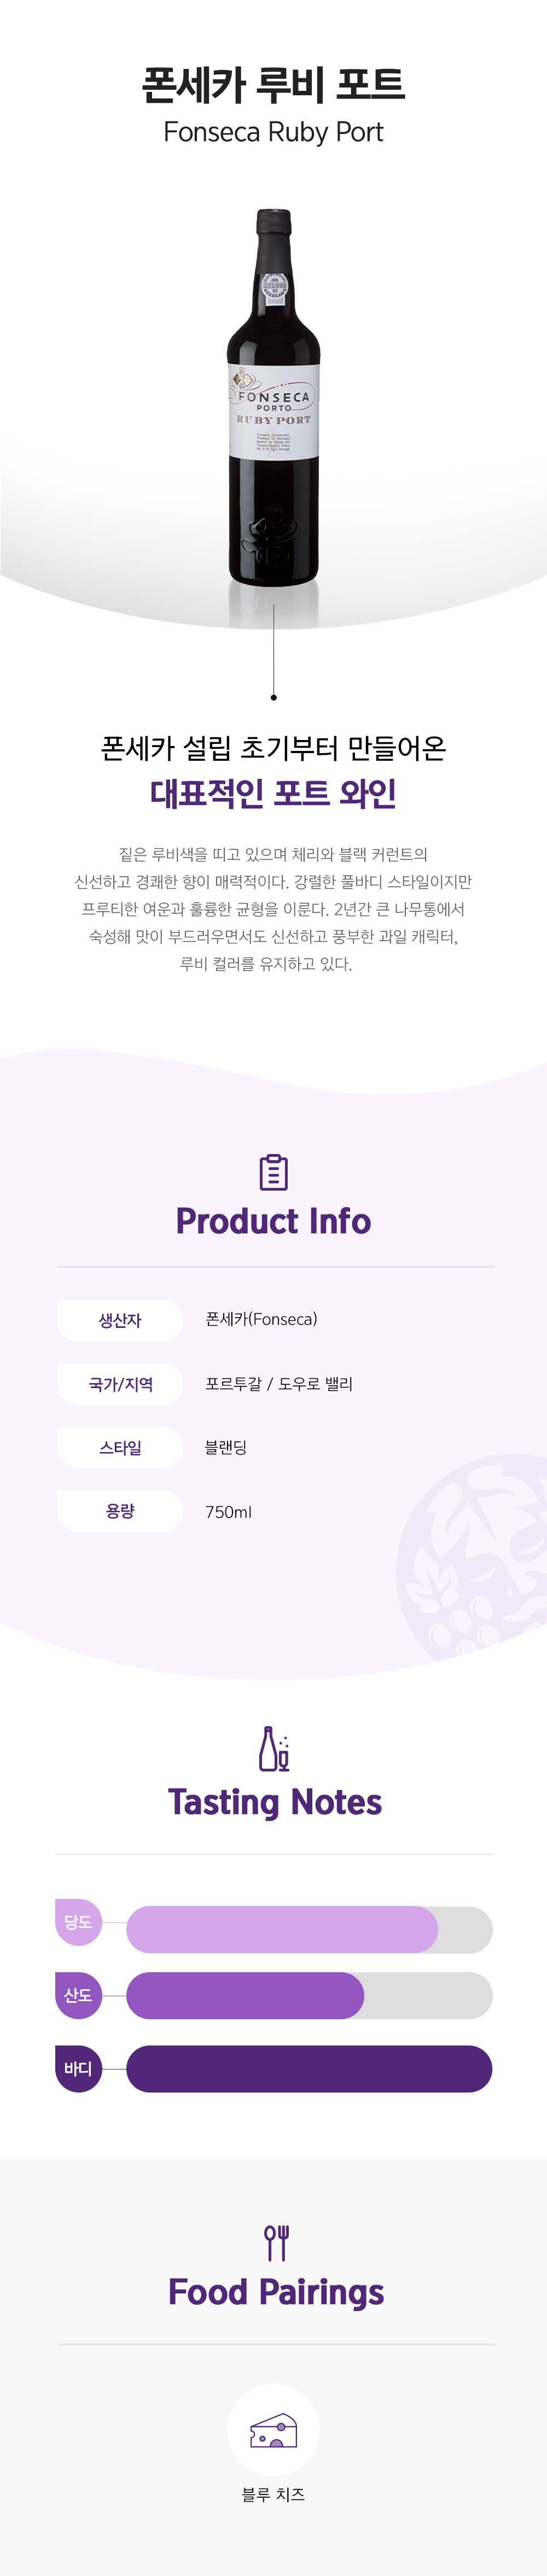 폰세카 루비 포트
Fonseca Ruby Port
FONSECA
PORTO
RUBY PORT
폰세카 설립 초기부터 만들어온
대표적인 포트 와인
짙은 루비색을 띠고 있으며 체리와 블랙 커런트의
신선하고 경쾌한 향이 매력적이다. 강렬한 풀바디 스타일이지만
프루티한 여운과 훌륭한 균형을 이룬다. 2년간 큰 나무통에서
숙성해 맛이 부드러우면서도 신선하고 풍부한 과일 캐릭터,
루비 컬러를 유지하고 있다.
Product Info
생산자 폰세카(Fonseca)
국가/지역 포르투갈 / 도우로 밸리
스타일 블랜딩
용량 750ml
Tasting Notes
당도
산도
바디
Food Pairings
블루 치즈